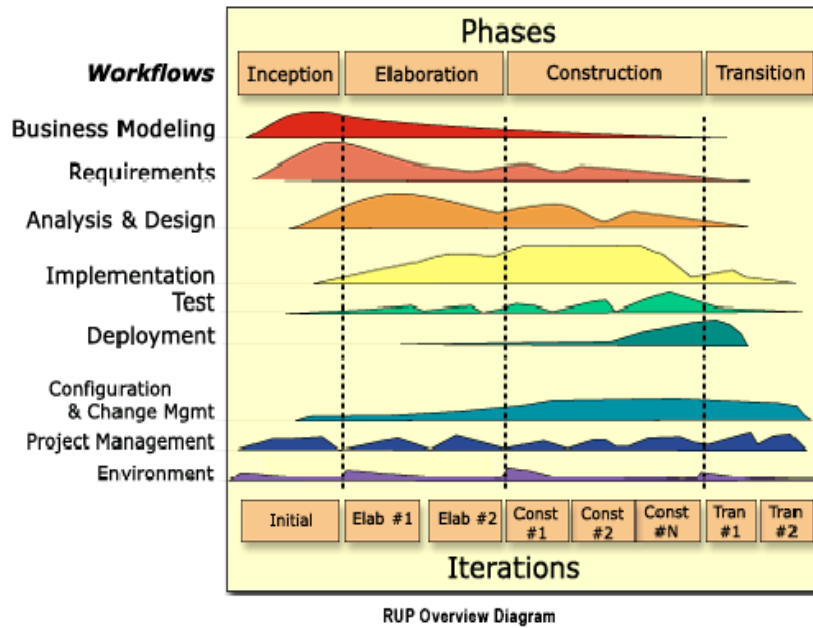 Phases
Workflows
Inception
Elaboration
Construction
Transition
Business Modeling
Requirements
Analysis & Design
Implementation
Test
Deployment
Configuration
& Change Mgmt
Project Management
Environment
Initial
Elab #1
Elab #2
Const
#1
Const
#2
Const
#N
Tran
#1
Tran
#2
Iterations
RUP Overview Diagram